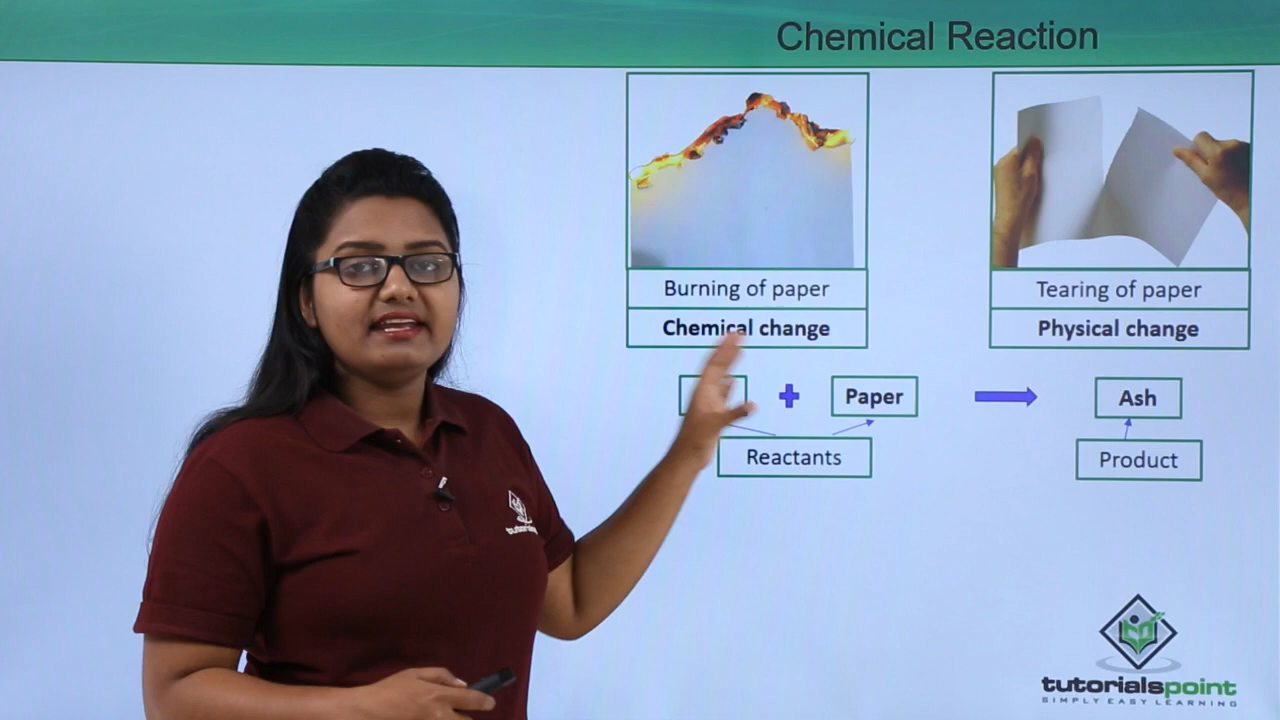 Chemical Reaction
Burning of paper
Chemical change
Tearing of paper
Physical change
Paper
Ash
Reactants
Product
tutorialspoint
SIMPLY EASY LEARNING